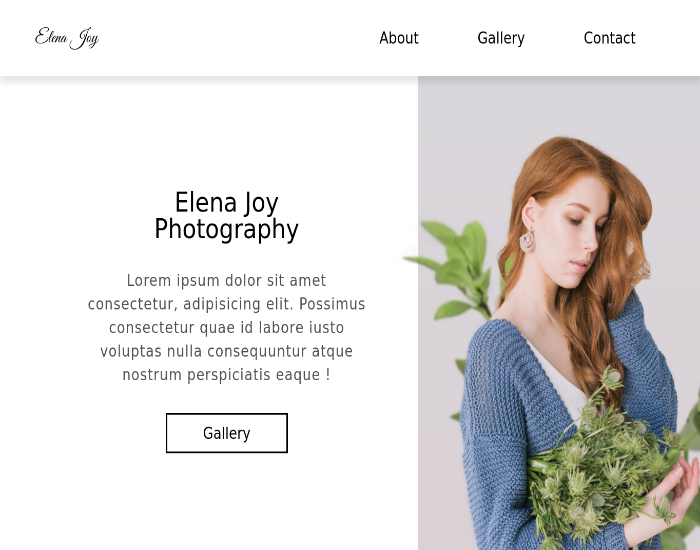 Elena Joy
About Gallery Contact
Elena Joy
Photography
Lorem ipsum dolor sit amet
consectetur, adipisicing elit. Possimus
consectetur quae id labore iusto
voluptas nulla consequuntur atque
nostrum perspiciatis eaque !
Gallery